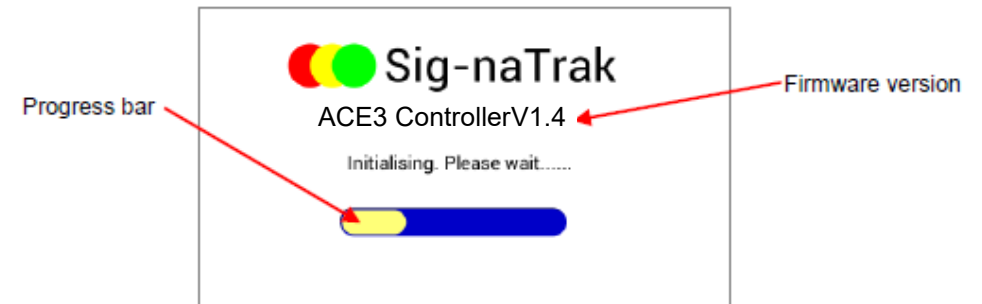 Sig-naTrak
Firmware version
Progress bar
ACE3 ControllerV1.4
Initialising. Please wait......